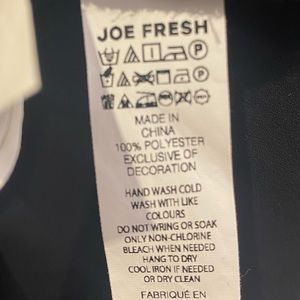 JOE FRESH
MADE IN
CHINA
100% POLYESTER
EXCLUSIVE OF
DECORATION
HAND WASH COLD
WASH WITH LIKE
COLOURS
DO NOT WRING OR SOAK
ONLY NON-CHLORINE
BLEACH WHEN NEEDED
HANG TO DRY
COOL IRON IF NEEDED
OR DRY CLEAN
FABRIQUÉ EN